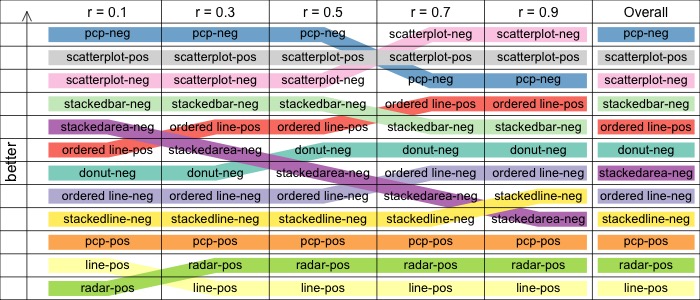 r = 0.1 r = 0.3 r = 0.5 r = 0.7 r = 0.9 Overall
pcp-neg pcp-neg pcp-neg scatterplot-neg scatterplot-neg pcp-neg
scatterplot-pos scatterplot-pos scatterplot-pos scatterplot-pos scatterplot-pos scatterplot-pos
scatterplot-neg scatterplot-neg scatterplot-neg pcp-neg pcp-neg scatterplot-neg
stackedbar-neg stackedbar-neg stackedbar-neg ordered line-pos ordered line-pos stackedbar-neg
stackedarea-neg ordered line-pos ordered line-pos stackedbar-neg stackedbar-neg ordered line-pos
ordered line-pos stackedarea-neg donut-neg donut-neg donut-neg donut-neg
donut-neg donut-neg stackedarea-neg ordered line-neg ordered line-neg stackedarea-neg
ordered line-neg ordered line-neg ordered line-neg stackedarea-neg stackedline-neg ordered line-neg
stackedline-neg stackedline-neg stackedline-neg stackedline-neg stackedarea-neg stackedline-neg
pcp-pos pcp-pos pcp-pos pcp-pos pcp-pos pcp-pos
line-pos radar-pos radar-pos radar-pos radar-pos radar-pos
radar-pos line-pos line-pos line-pos line-pos line-pos
better